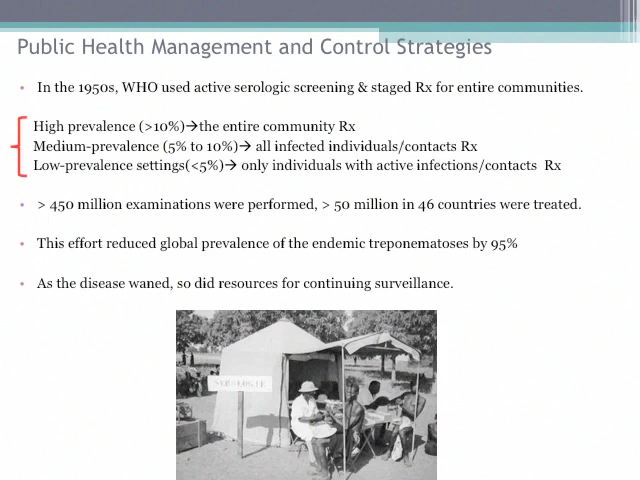 Public Health Management and Control Strategies
• In the 1950s, WHO used active serologic screening & staged Rx for entire communities.
High prevalence (>10%)→the entire community Rx
Medium-prevalence (5% to 10%)→ all infected individuals/contacts Rx
Low-prevalence settings(<5%)→ only individuals with active infections/contacts Rx
• > 450 million examinations were performed, > 50 million in 46 countries were treated.
• This effort reduced global prevalence of the endemic treponematoses by 95%
• As the disease waned, so did resources for continuing surveillance.
SEROLOGIE